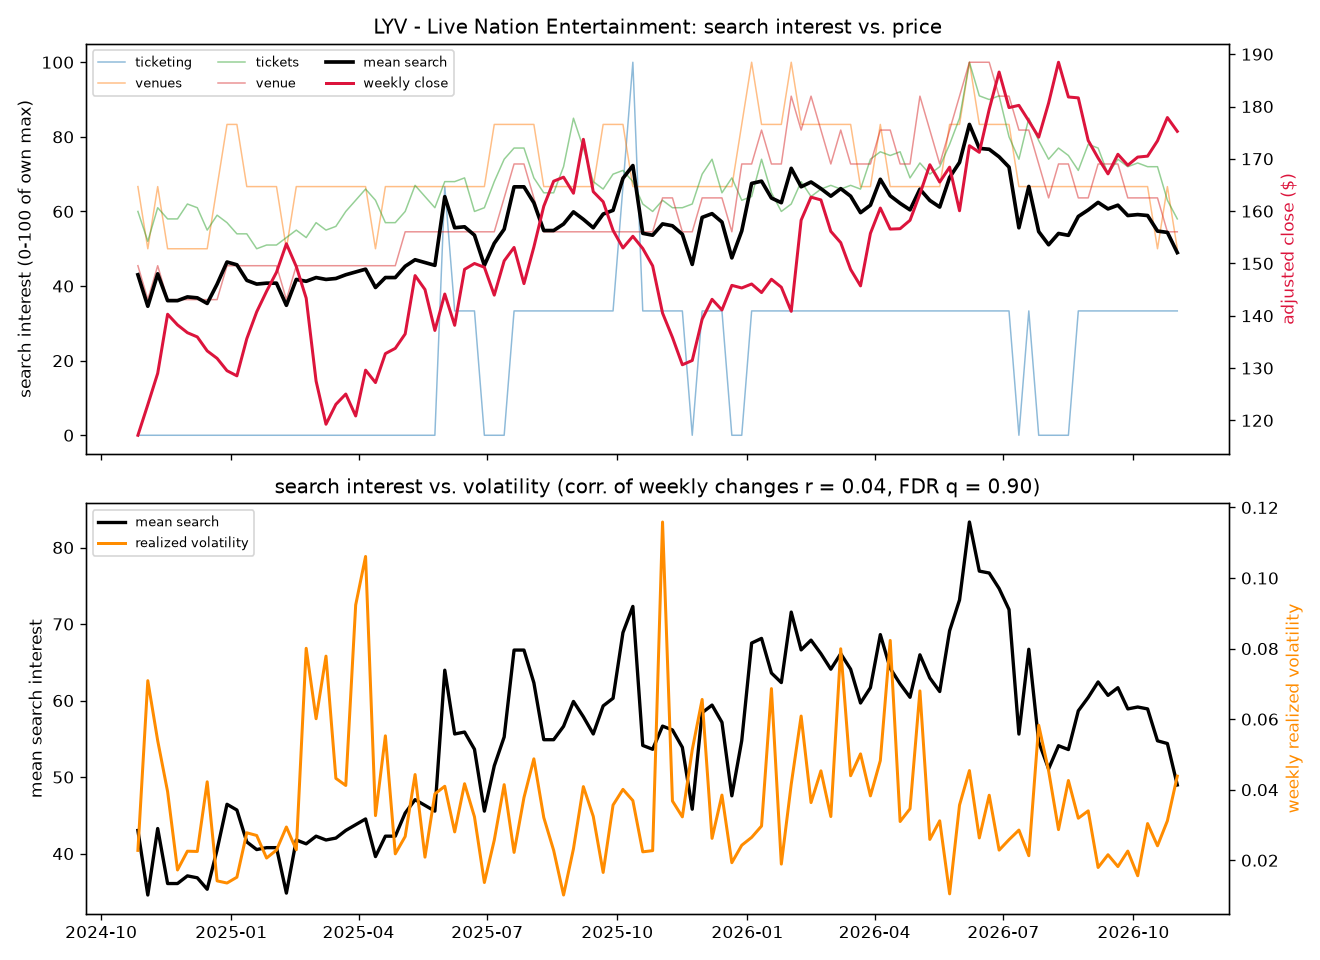 LYV - Live Nation Entertainment: search interest vs. price
search interest (0-100 of own max)
100
80
60
40
20
0
ticketing
venues
tickets
venue
mean search
weekly close
190
180
170
160
150
140
130
120
adjusted close ($)
search interest vs. volatility (corr. of weekly changes r = 0.04, FDR q = 0.90)
mean search interest
80
70
60
50
40
mean search
realized volatility
0.12
0.10
0.08
0.06
0.04
0.02
weekly realized volatility
2024-10
2025-01
2025-04
2025-07
2025-10
2026-01
2026-04
2026-07
2026-10